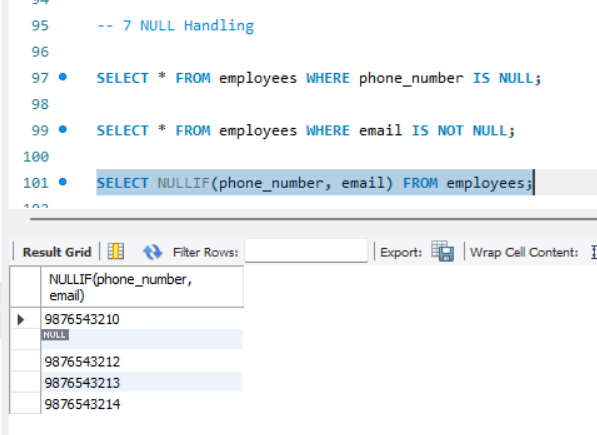 95 -- 7 NULL Handling
96
97 SELECT * FROM employees WHERE phone_number IS NULL;
98
99 SELECT * FROM employees WHERE email IS NOT NULL;
100
101 SELECT NULLIF(phone_number, email) FROM employees;
Result Grid Filter Rows: Export: Wrap Cell Content:
NULLIF(phone_number,
email)
9876543210
NULL
9876543212
9876543213
9876543214